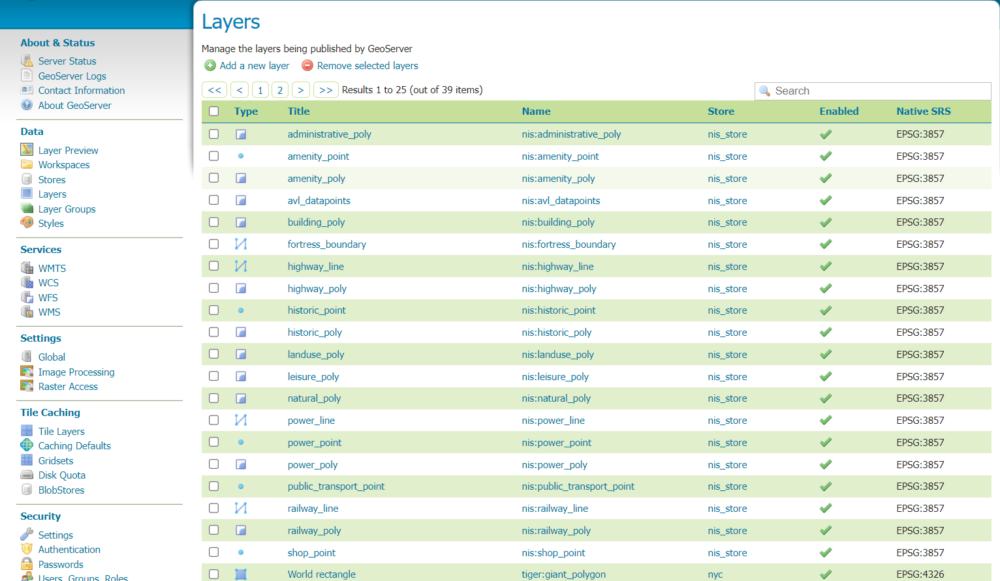 About & Status
Server Status
GeoServer Logs
Contact Information
About GeoServer
Data
Layer Preview
Workspaces
Stores
Layers
Layer Groups
Styles
Services
WMTS
WCS
WFS
WMS
Settings
Global
Image Processing
Raster Access
Tile Caching
Tile Layers
Caching Defaults
Gridsets
Disk Quota
BlobStores
Security
Settings
Authentication
Passwords
Users, Groups, Roles
Layers
Manage the layers being published by GeoServer
Add a new layer Remove selected layers
<< < 1 2 > >> Results 1 to 25 (out of 39 items) Search
Type Title Name Store Enabled Native SRS
administrative_poly nis:administrative_poly nis_store EPSG:3857
amenity_point nis:amenity_point nis_store EPSG:3857
amenity_poly nis:amenity_poly nis_store EPSG:3857
avl_datapoints nis:avl_datapoints nis_store EPSG:3857
building_poly nis:building_poly nis_store EPSG:3857
fortress_boundary nis:fortress_boundary nis_store EPSG:3857
highway_line nis:highway_line nis_store EPSG:3857
highway_poly nis:highway_poly nis_store EPSG:3857
historic_point nis:historic_point nis_store EPSG:3857
historic_poly nis:historic_poly nis_store EPSG:3857
landuse_poly nis:landuse_poly nis_store EPSG:3857
leisure_poly nis:leisure_poly nis_store EPSG:3857
natural_poly nis:natural_poly nis_store EPSG:3857
power_line nis:power_line nis_store EPSG:3857
power_point nis:power_point nis_store EPSG:3857
power_poly nis:power_poly nis_store EPSG:3857
public_transport_point nis:public_transport_point nis_store EPSG:3857
railway_line nis:railway_line nis_store EPSG:3857
railway_poly nis:railway_poly nis_store EPSG:3857
shop_point nis:shop_point nis_store EPSG:3857
World rectangle tiger:giant_polygon nyc EPSG:4326